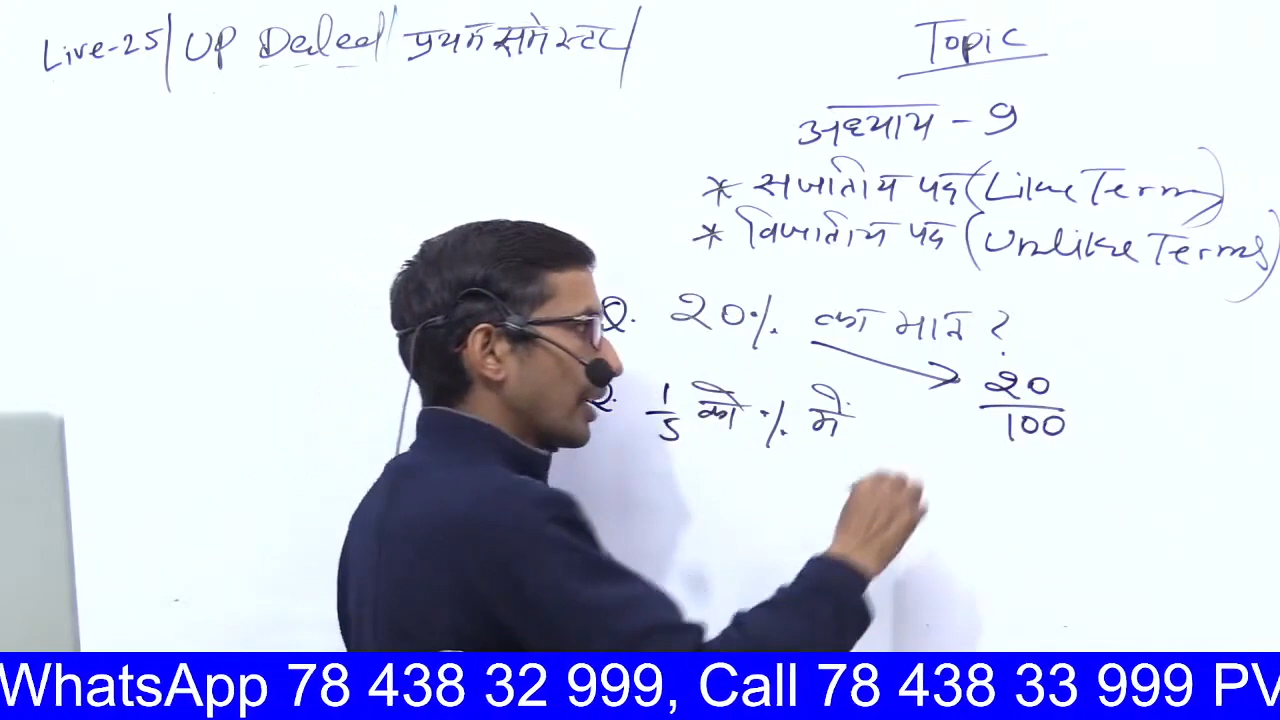 Live-25/ UP Deled/ प्रथम सेमेस्टर/
Topic
अध्याय - 9
* सजातीय पद (Like Terms)
* विजातीय पद (Unlike Terms)
Q. 20% का मान ?
20
100
Q. 1/5 को % में
WhatsApp 78 438 32 999, Call 78 438 33 999 PV